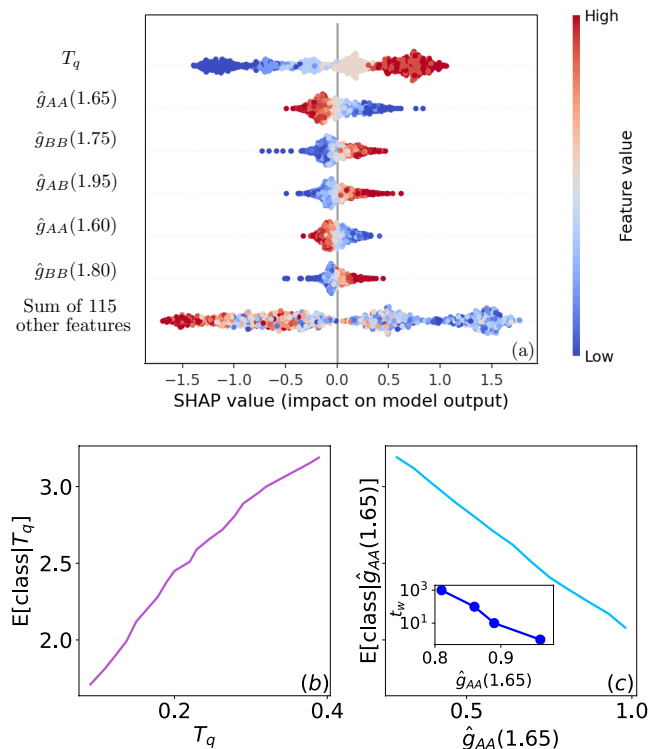 High
T_q
ĝ_AA(1.65)
ĝ_BB(1.75)
ĝ_AB(1.95)
ĝ_AA(1.60)
ĝ_BB(1.80)
Sum of 115
other features
Feature value
(a)
Low
−1.5 −1.0 −0.5 0.0 0.5 1.0 1.5
SHAP value (impact on model output)
E[class|T_q]
3.0
2.5
2.0
(b)
0.2 0.4
T_q
E[class|ĝ_AA(1.65)]
t_w
10³
10¹
0.8 0.9
ĝ_AA(1.65)
(c)
0.5 1.0
ĝ_AA(1.65)